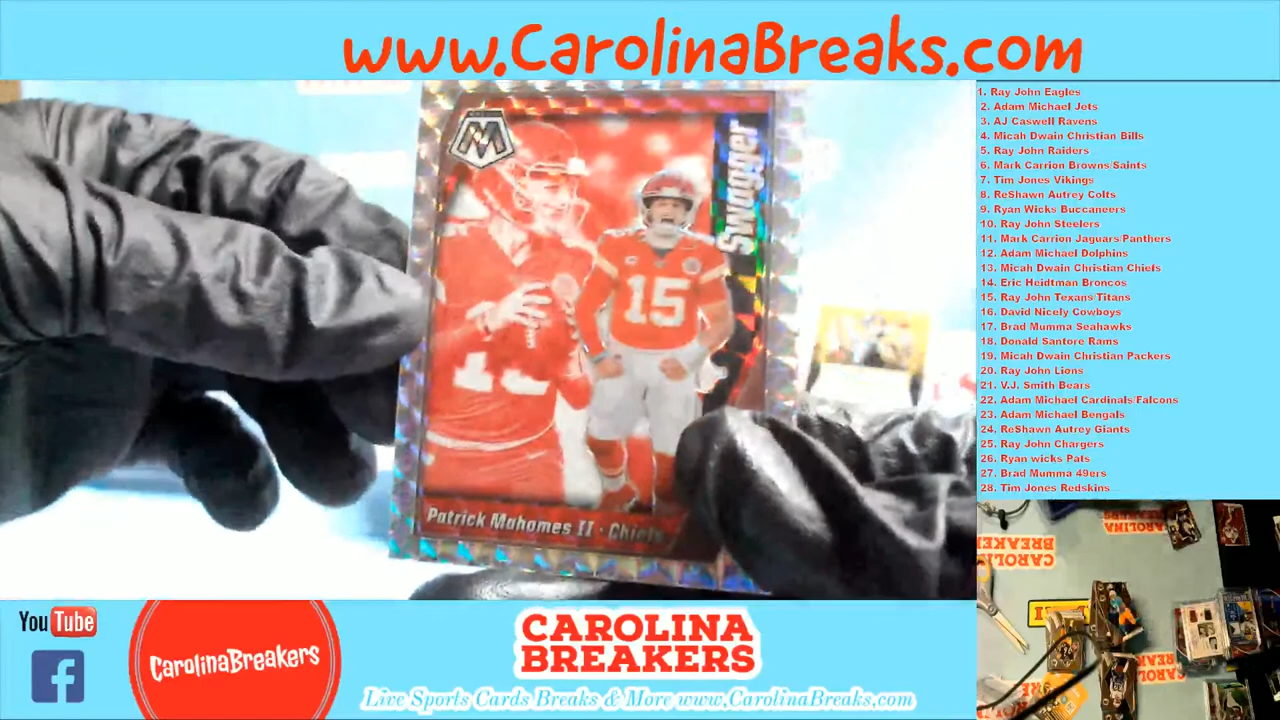 www.CarolinaBreaks.com
1. Ray John Eagles
2. Adam Michael Jets
3. AJ Caswell Ravens
4. Micah Dwain Christian Bills
5. Ray John Raiders
6. Mark Carrion Browns/Saints
7. Tim Jones Vikings
8. ReShawn Autrey Colts
9. Ryan Wicks Buccaneers
10. Ray John Steelers
11. Mark Carrion Jaguars/Panthers
12. Adam Michael Dolphins
13. Micah Dwain Christian Chiefs
14. Eric Heidtman Broncos
15. Ray John Texans/Titans
16. David Nicely Cowboys
17. Brad Mumma Seahawks
18. Donald Santore Rams
19. Micah Dwain Christian Packers
20. Ray John Lions
21. V.J. Smith Bears
22. Adam Michael Cardinals/Falcons
23. Adam Michael Bengals
24. ReShawn Autrey Giants
25. Ray John Chargers
26. Ryan wicks Pats
27. Brad Mumma 49ers
28. Tim Jones Redskins
M
Swagger
15
Patrick Mahomes II · Chiefs
CAROLINA
BREAKER
You Tube
CarolinaBreakers
CAROLINA
BREAKERS
Live Sports Cards Breaks & More www.CarolinaBreaks.com